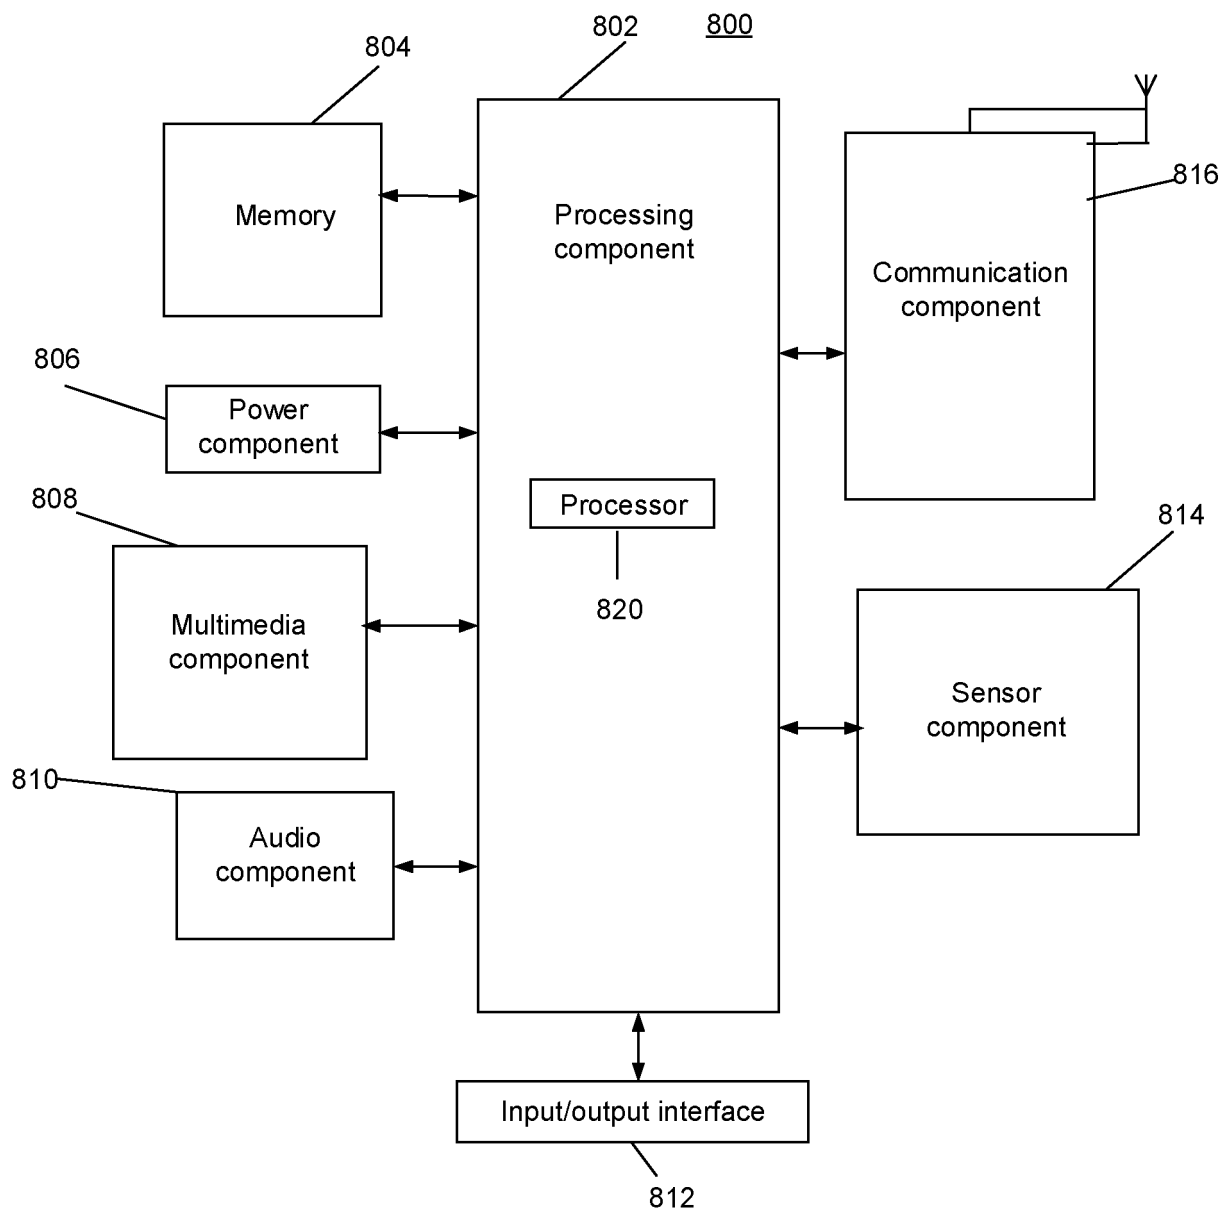 802
800
804
Memory
Processing
component
816
Communication
component
806
Power
component
808
Processor
820
814
Multimedia
component
Sensor
component
810
Audio
component
Input/output interface
812